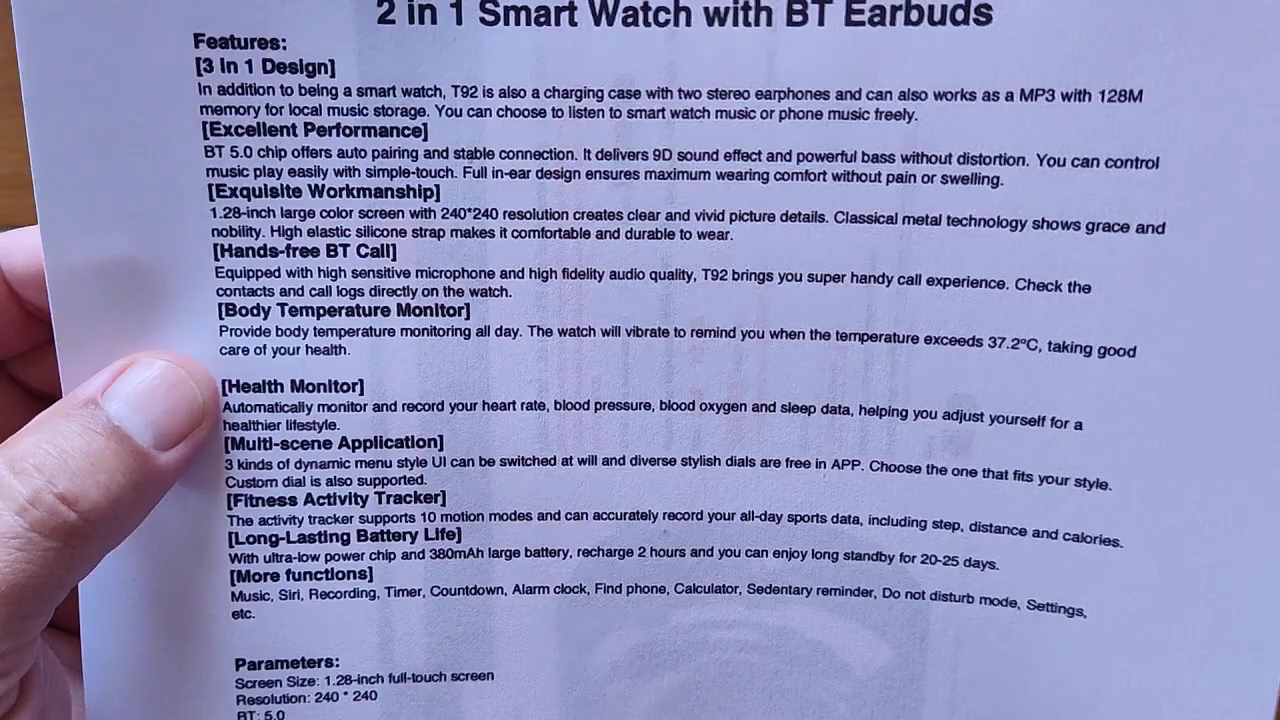 2 in 1 Smart Watch with BT Earbuds
Features:
[3 in 1 Design]
In addition to being a smart watch, T92 is also a charging case with two stereo earphones and can also works as a MP3 with 128M
memory for local music storage. You can choose to listen to smart watch music or phone music freely.
[Excellent Performance]
BT 5.0 chip offers auto pairing and stable connection. It delivers 9D sound effect and powerful bass without distortion. You can control
music play easily with simple-touch. Full in-ear design ensures maximum wearing comfort without pain or swelling.
[Exquisite Workmanship]
1.28-inch large color screen with 240*240 resolution creates clear and vivid picture details. Classical metal technology shows grace and
nobility. High elastic silicone strap makes it comfortable and durable to wear.
[Hands-free BT Call]
Equipped with high sensitive microphone and high fidelity audio quality, T92 brings you super handy call experience. Check the
contacts and call logs directly on the watch.
[Body Temperature Monitor]
Provide body temperature monitoring all day. The watch will vibrate to remind you when the temperature exceeds 37.2°C, taking good
care of your health.
[Health Monitor]
Automatically monitor and record your heart rate, blood pressure, blood oxygen and sleep data, helping you adjust yourself for a
healthier lifestyle.
[Multi-scene Application]
3 kinds of dynamic menu style UI can be switched at will and diverse stylish dials are free in APP. Choose the one that fits your style.
Custom dial is also supported.
[Fitness Activity Tracker]
The activity tracker supports 10 motion modes and can accurately record your all-day sports data, including step, distance and calories.
[Long-Lasting Battery Life]
With ultra-low power chip and 380mAh large battery, recharge 2 hours and you can enjoy long standby for 20-25 days.
[More functions]
Music, Siri, Recording, Timer, Countdown, Alarm clock, Find phone, Calculator, Sedentary reminder, Do not disturb mode, Settings,
etc.
Parameters:
Screen Size: 1.28-inch full-touch screen
Resolution: 240 * 240
BT: 5.0